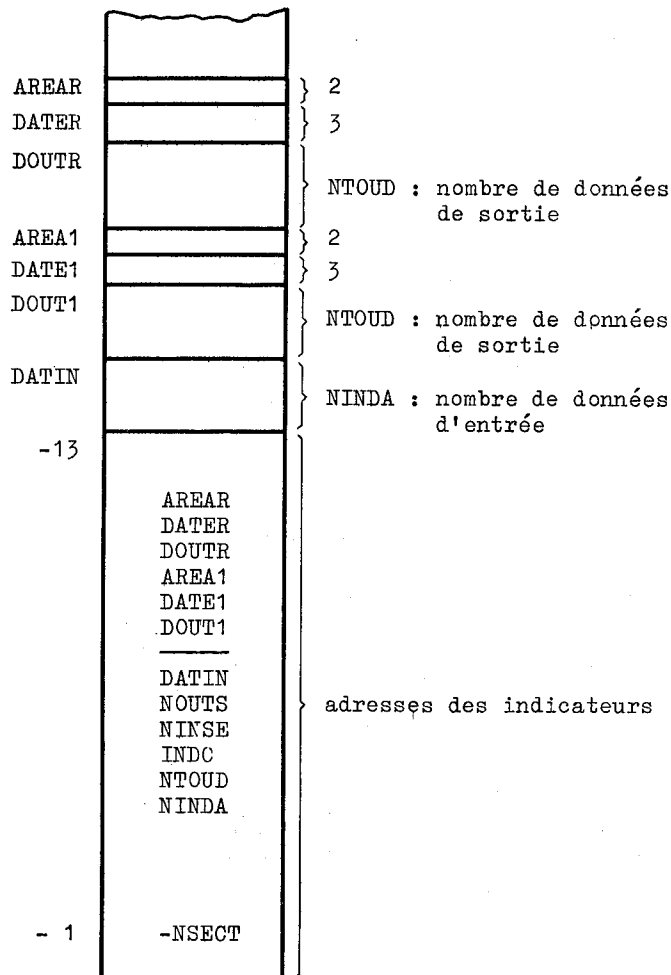 AREAR 2
DATER 3
DOUTR
NTOUD : nombre de données
de sortie
AREA1 2
DATE1 3
DOUT1
NTOUD : nombre de données
de sortie
DATIN
NINDA : nombre de données
d'entrée
-13
AREAR
DATER
DOUTR
AREA1
DATE1
DOUT1
DATIN
NOUTS adresses des indicateurs
NINSE
INDC
NTOUD
NINDA
- 1 -NSECT